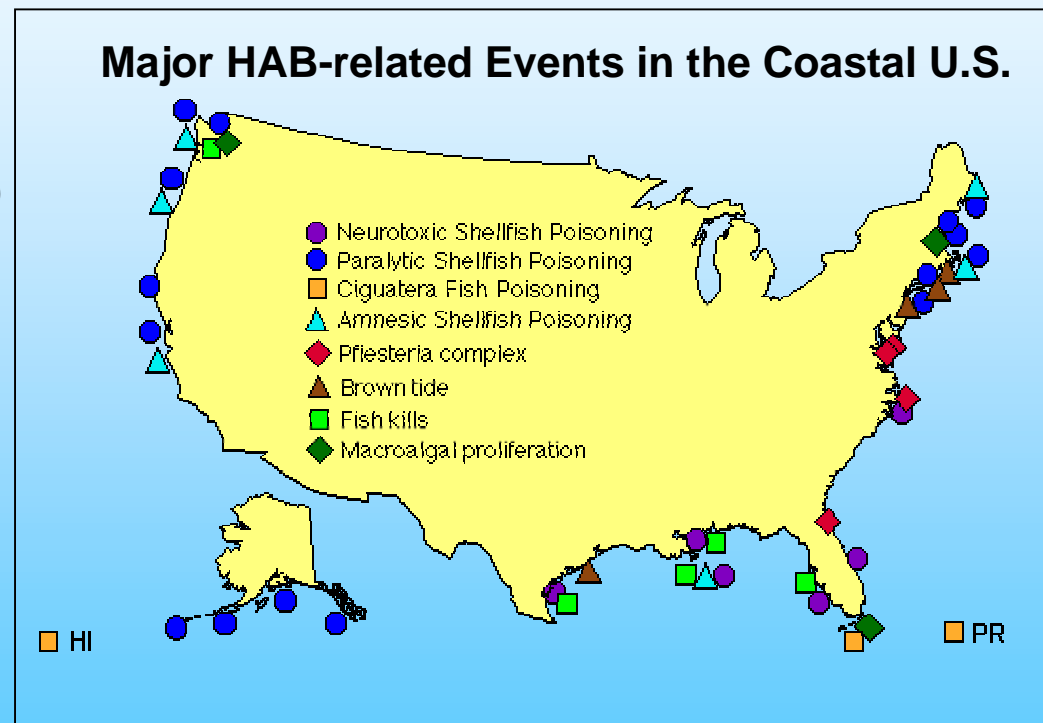 Major HAB-related Events in the Coastal U.S.
Neurotoxic Shellfish Poisoning
Paralytic Shellfish Poisoning
Ciguatera Fish Poisoning
Amnesic Shellfish Poisoning
Pfiesteria complex
Brown tide
Fish kills
Macroalgal proliferation
HI
PR